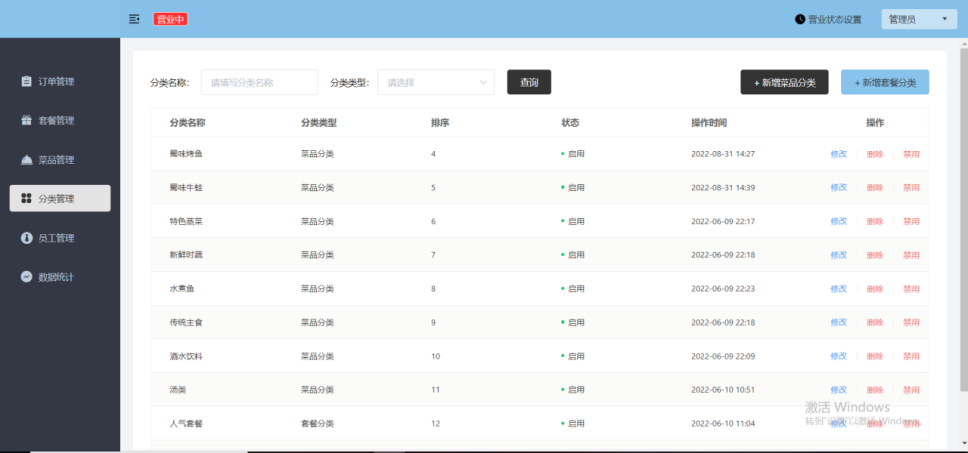 营业中 营业状态设置 管理员
订单管理
套餐管理
菜品管理
分类管理
员工管理
数据统计
分类名称: 请填写分类名称 分类类型: 请选择 查询 + 新增菜品分类 + 新增套餐分类
分类名称 分类类型 排序 状态 操作时间 操作
蜀味烤鱼 菜品分类 4 启用 2022-08-31 14:27 修改 删除 禁用
蜀味牛蛙 菜品分类 5 启用 2022-08-31 14:39 修改 删除 禁用
特色蒸菜 菜品分类 6 启用 2022-06-09 22:17 修改 删除 禁用
新鲜时蔬 菜品分类 7 启用 2022-06-09 22:18 修改 删除 禁用
水煮鱼 菜品分类 8 启用 2022-06-09 22:23 修改 删除 禁用
传统主食 菜品分类 9 启用 2022-06-09 22:18 修改 删除 禁用
酒水饮料 菜品分类 10 启用 2022-06-09 22:09 修改 删除 禁用
汤类 菜品分类 11 启用 2022-06-10 10:51 修改 删除 禁用
人气套餐 套餐分类 12 启用 2022-06-10 11:04 修改 删除 禁用
激活 Windows
转到"设置"以激活 Windows。